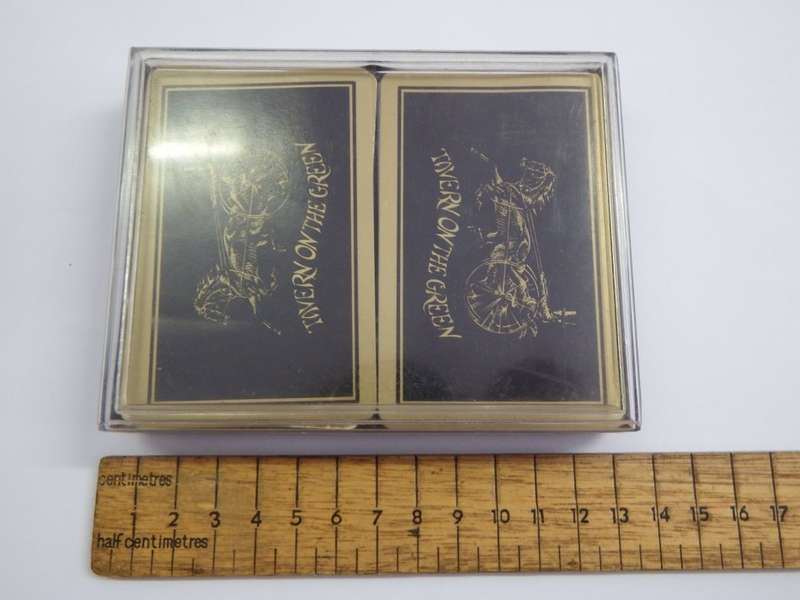 TAVERN ON THE GREEN
TAVERN ON THE GREEN
centimetres
1 2 3 4 5 6 7 8 9 10 11 12 13 14 15 16 17
half centimetres